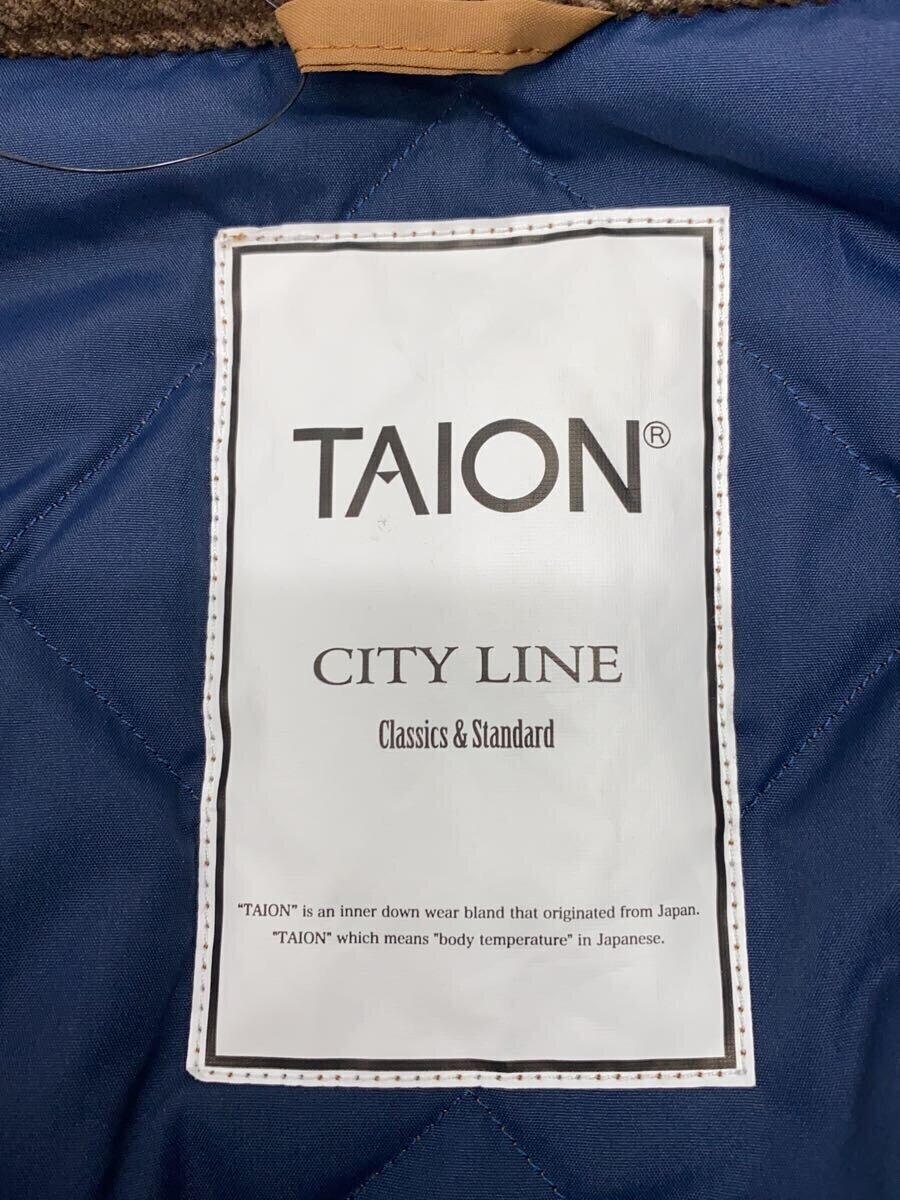 TAION®
CITY LINE
Classics & Standard
"TAION" is an inner down wear bland that originated from Japan.
"TAION" which means "body temperature" in Japanese.